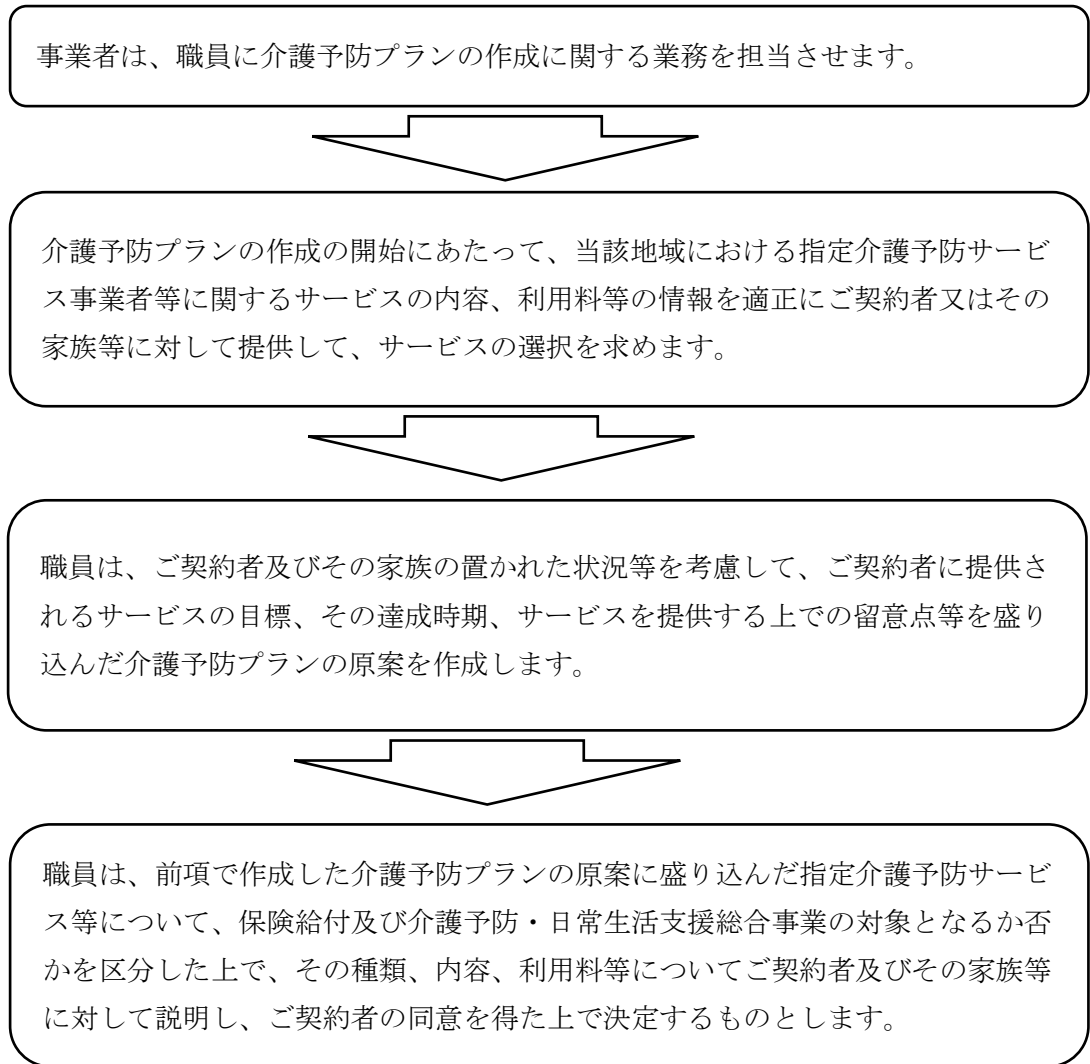 事業者は、職員に介護予防プランの作成に関する業務を担当させます。
介護予防プランの作成の開始にあたって、当該地域における指定介護予防サービ
ス事業者等に関するサービスの内容、利用料等の情報を適正にご契約者又はその
家族等に対して提供して、サービスの選択を求めます。
職員は、ご契約者及びその家族の置かれた状況等を考慮して、ご契約者に提供さ
れるサービスの目標、その達成時期、サービスを提供する上での留意点等を盛り
込んだ介護予防プランの原案を作成します。
職員は、前項で作成した介護予防プランの原案に盛り込んだ指定介護予防サービ
ス等について、保険給付及び介護予防・日常生活支援総合事業の対象となるか否
かを区分した上で、その種類、内容、利用料等についてご契約者及びその家族等
に対して説明し、ご契約者の同意を得た上で決定するものとします。